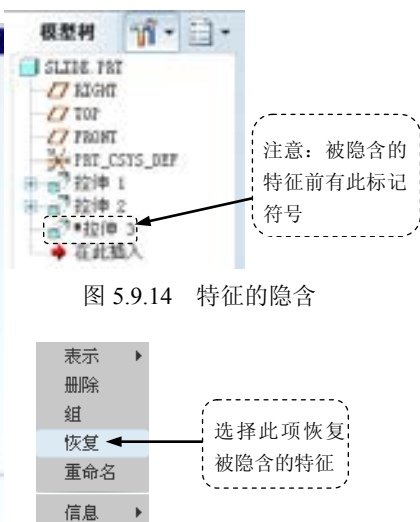 模型树
SLIDE.PRT
RIGHT
TOP
FRONT
PRT_CSYS_DEF
拉伸 1
拉伸 2
拉伸 3
在此插入
注意：被隐含的
特征前有此标记
符号
图 5.9.14 特征的隐含
表示
删除
组
恢复
重命名
信息
选择此项恢复
被隐含的特征